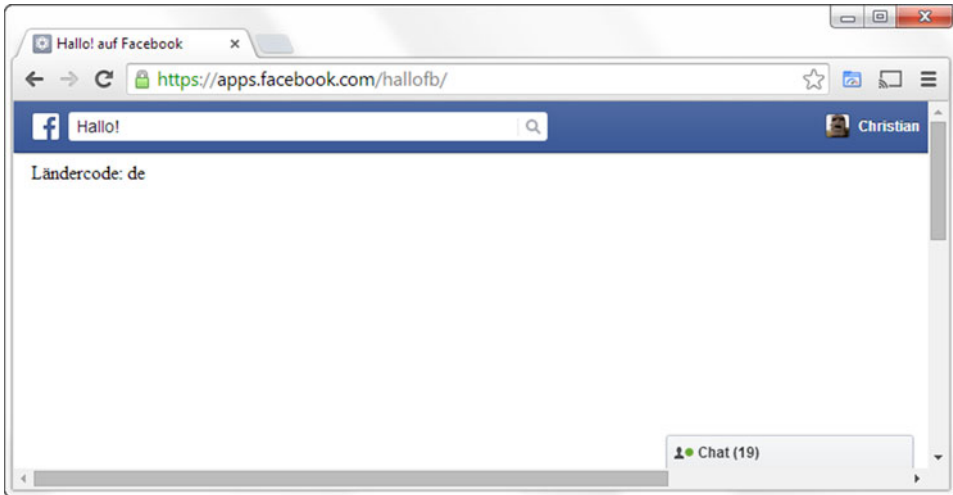 Hallo! auf Facebook
https://apps.facebook.com/hallofb/
Hallo!
Christian
Ländercode: de
Chat (19)